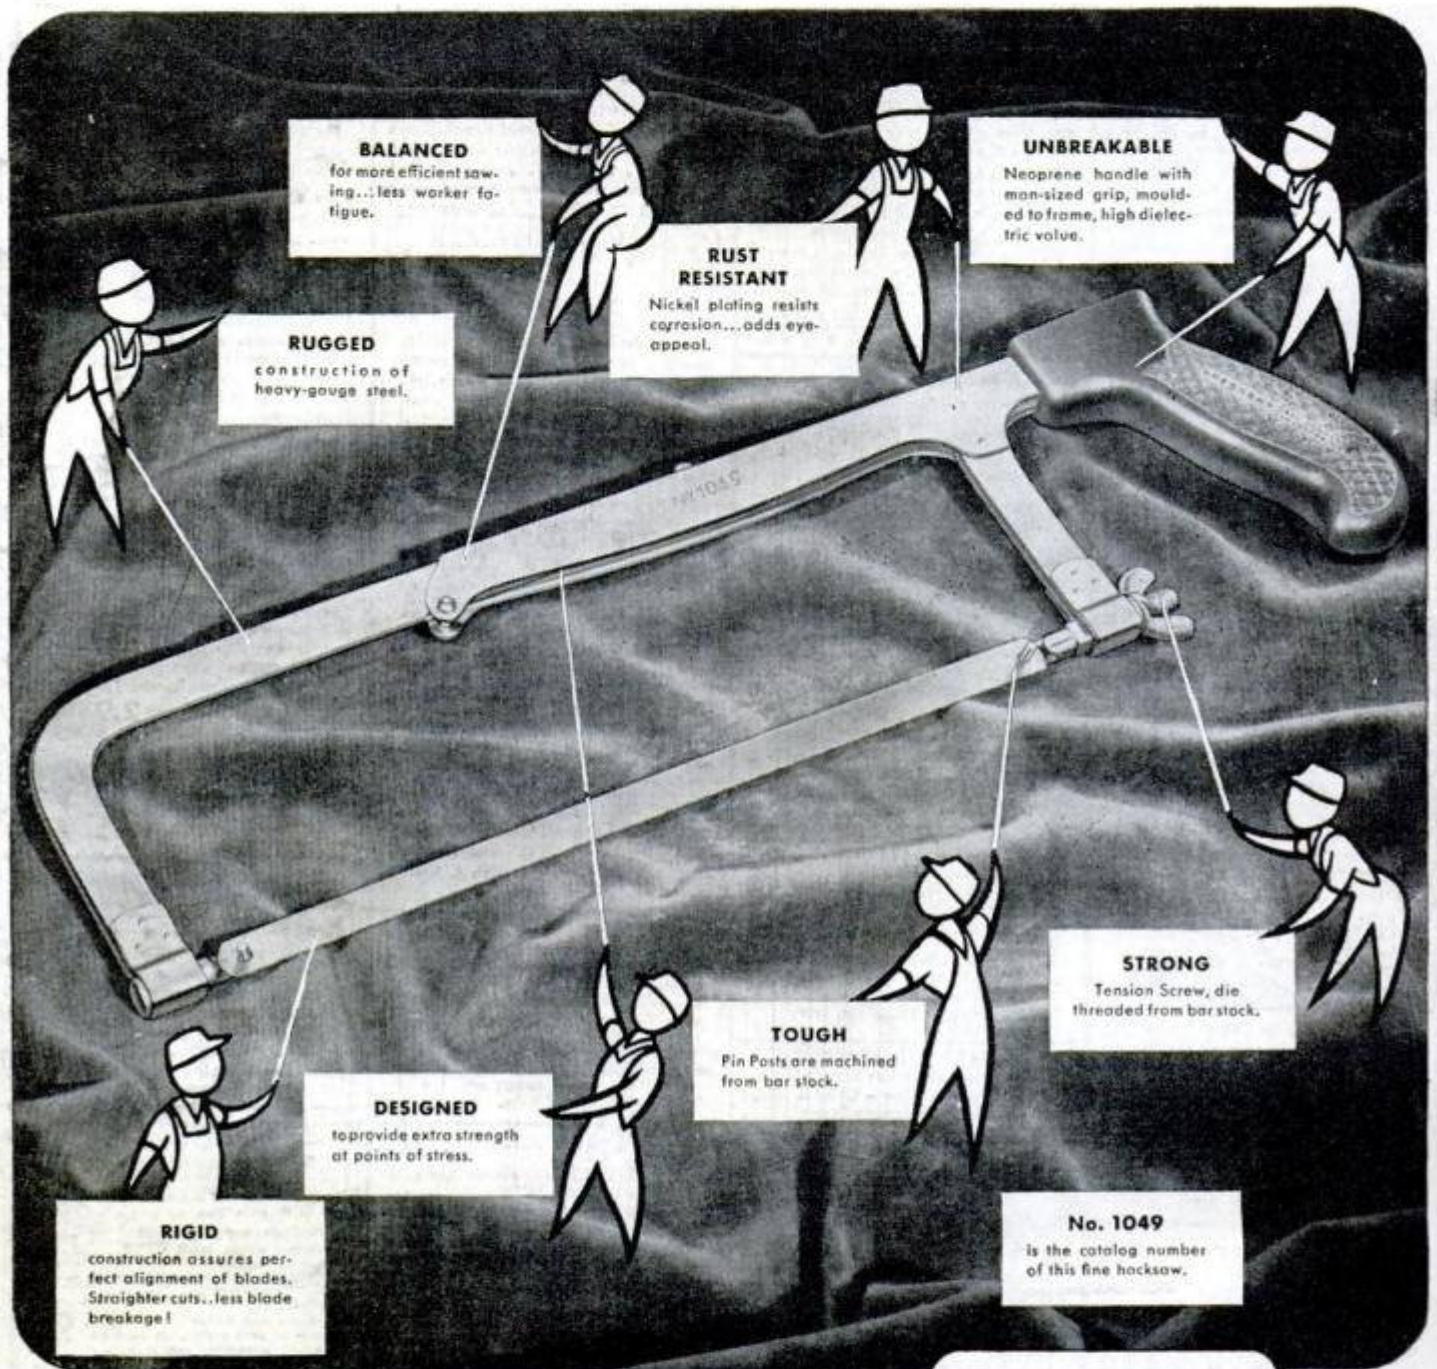 BALANCED
for more efficient saw-
ing...less worker fa-
tigue.
UNBREAKABLE
Neoprene handle with
man-sized grip, mould-
ed to frame, high dielec-
tric value.
RUST
RESISTANT
Nickel plating resists
corrosion...adds eye-
appeal.
RUGGED
construction of
heavy-gauge steel.
No. 1049
STRONG
Tension Screw, die
threaded from bar stock.
TOUGH
Pin Posts are machined
from bar stock.
DESIGNED
to provide extra strength
at points of stress.
RIGID
construction assures per-
fect alignment of blades.
Straighter cuts..less blade
breakage!
No. 1049
is the catalog number
of this fine hacksaw.